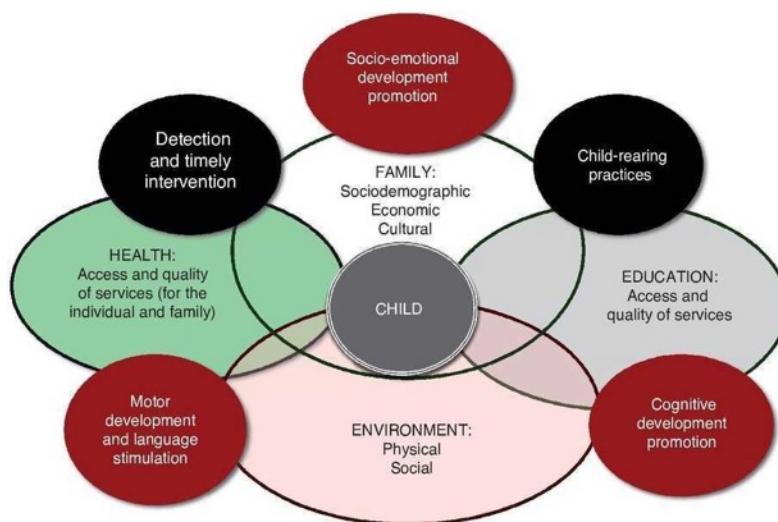 Socio-emotional
development
promotion
Detection
and timely
intervention
Child-rearing
practices
FAMILY:
Sociodemographic
Economic
Cultural
HEALTH:
Access and quality
of services (for the
individual and family)
CHILD
EDUCATION:
Access and
quality of services
Motor
development
and language
stimulation
ENVIRONMENT:
Physical
Social
Cognitive
development
promotion